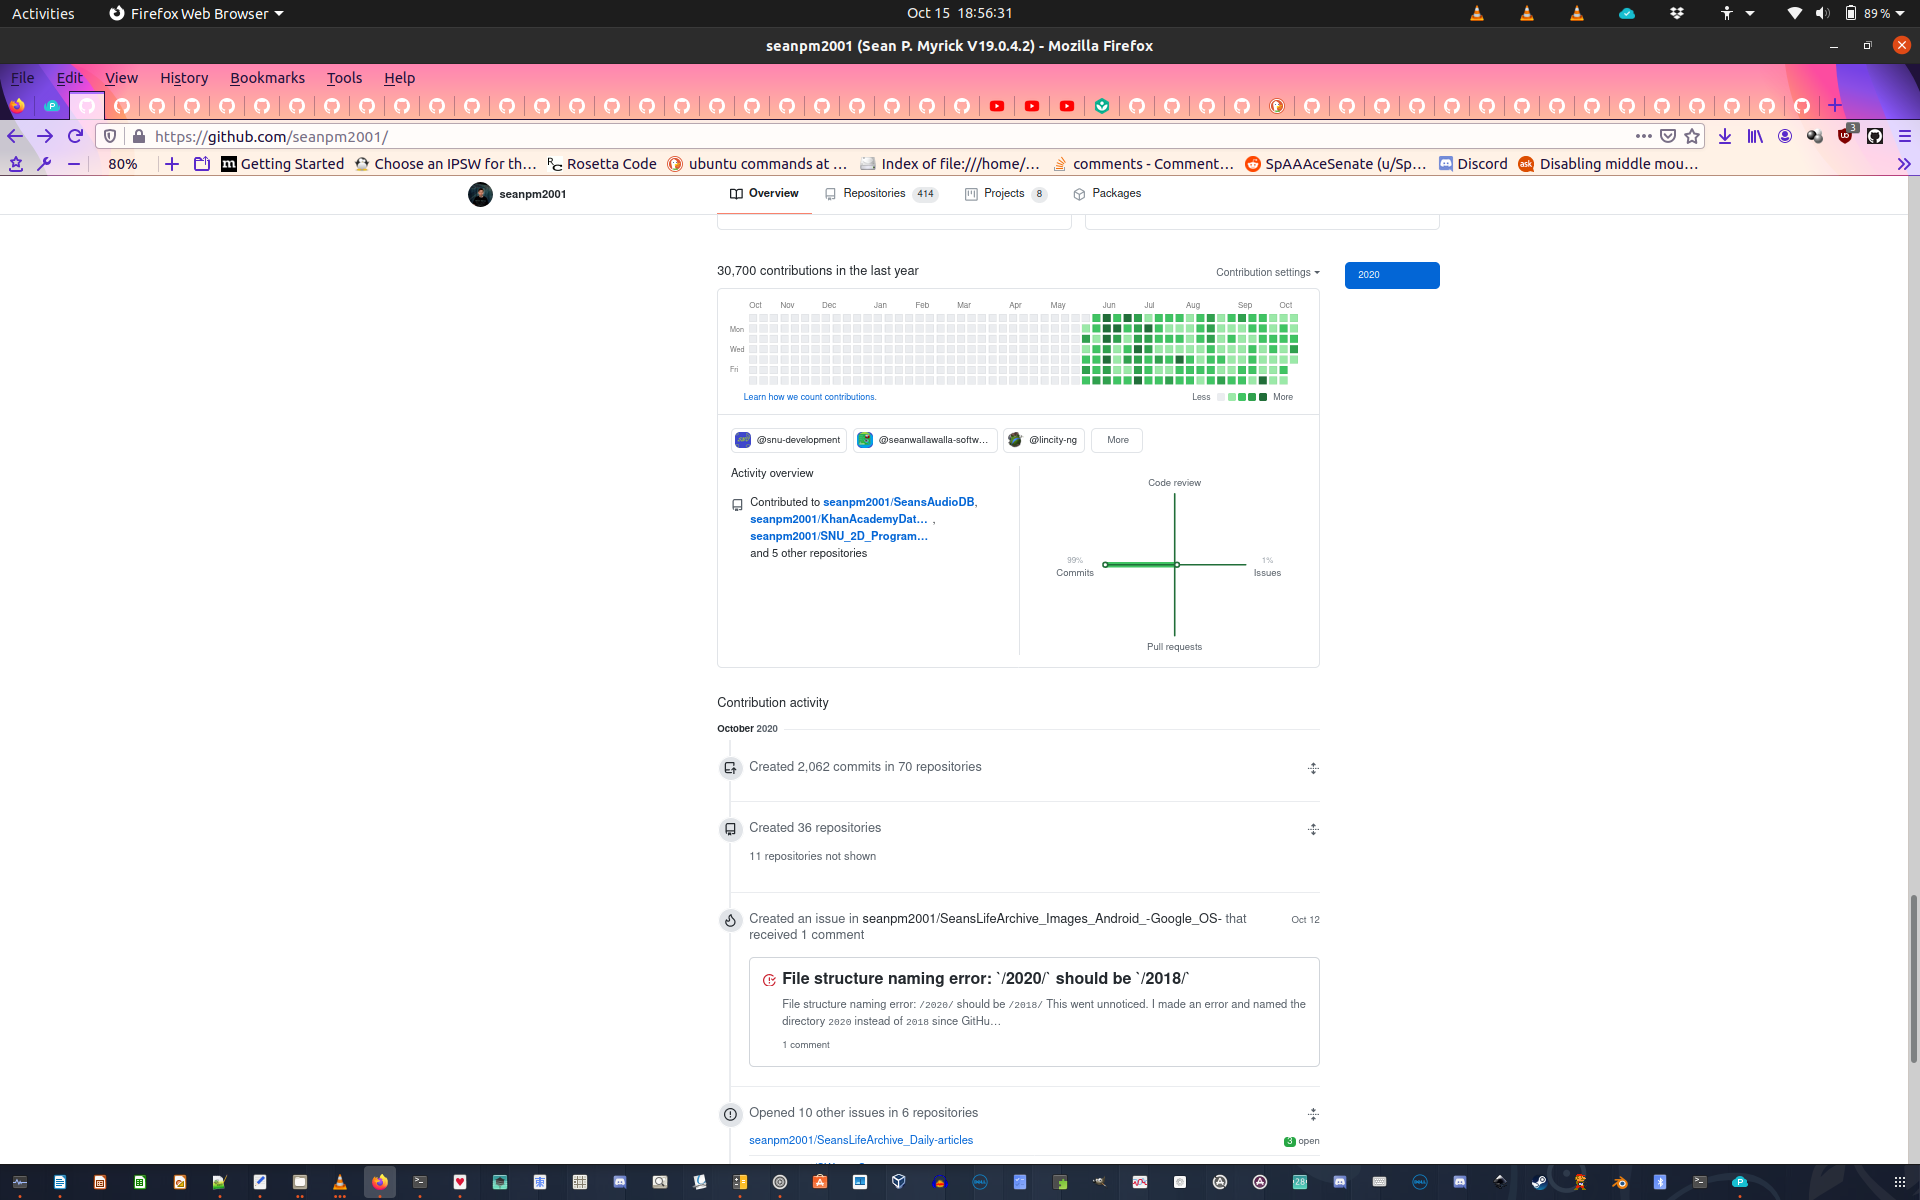 Activities
Firefox Web Browser
Oct 15 18:56:31
89 %
seanpm2001 (Sean P. Myrick V19.0.4.2) - Mozilla Firefox
File Edit View History Bookmarks Tools Help
https://github.com/seanpm2001/
3
80%
Getting Started
Choose an IPSW for th…
Rosetta Code
ubuntu commands at …
Index of file:///home/…
comments - Comment…
SpAAAceSenate (u/Sp…
Discord
Disabling middle mou…
seanpm2001
Overview
Repositories 414
Projects 8
Packages
30,700 contributions in the last year
Contribution settings
2020
Oct Nov Dec Jan Feb Mar Apr May Jun Jul Aug Sep Oct
Mon
Wed
Fri
Learn how we count contributions.
Less More
@snu-development
@seanwallawalla-softw…
@lincity-ng
More
Activity overview
Contributed to seanpm2001/SeansAudioDB,
seanpm2001/KhanAcademyDat… ,
seanpm2001/SNU_2D_Program…
and 5 other repositories
Code review
99%
Commits
1%
Issues
Pull requests
Contribution activity
October 2020
Created 2,062 commits in 70 repositories
Created 36 repositories
11 repositories not shown
Created an issue in seanpm2001/SeansLifeArchive_Images_Android_-Google_OS- that
received 1 comment
Oct 12
File structure naming error: `/2020/` should be `/2018/`
File structure naming error: /2020/ should be /2018/ This went unnoticed. I made an error and named the
directory 2020 instead of 2018 since GitHu…
1 comment
Opened 10 other issues in 6 repositories
seanpm2001/SeansLifeArchive_Daily-articles
3 open